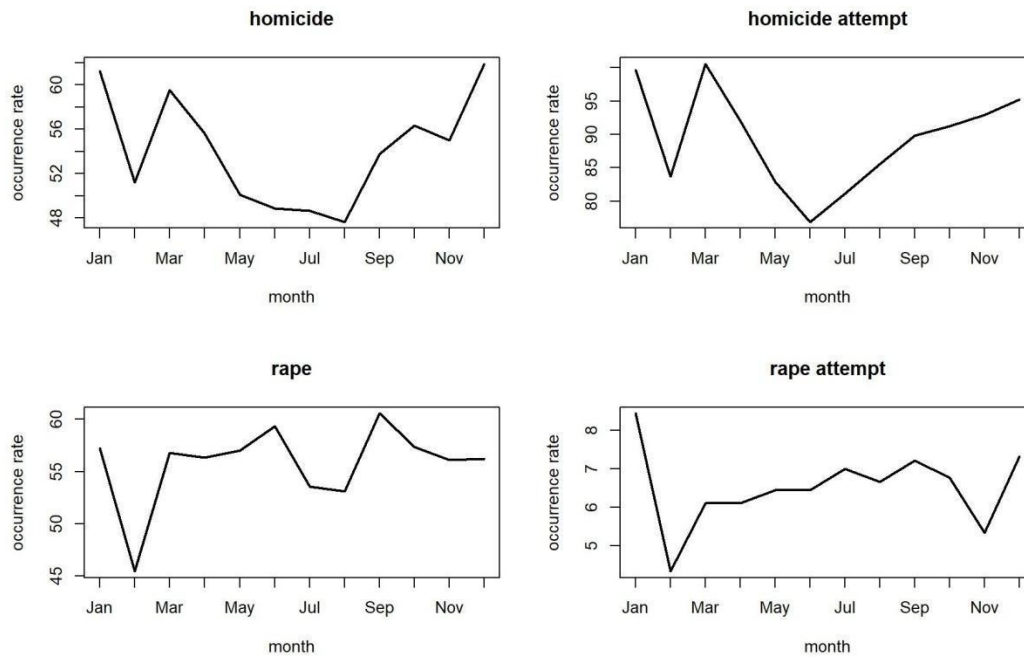 homicide
occurrence rate
60
56
52
48
Jan Mar May Jul Sep Nov
month
homicide attempt
occurrence rate
95
90
85
80
Jan Mar May Jul Sep Nov
month
rape
occurrence rate
60
55
50
45
Jan Mar May Jul Sep Nov
month
rape attempt
occurrence rate
8
7
6
5
Jan Mar May Jul Sep Nov
month